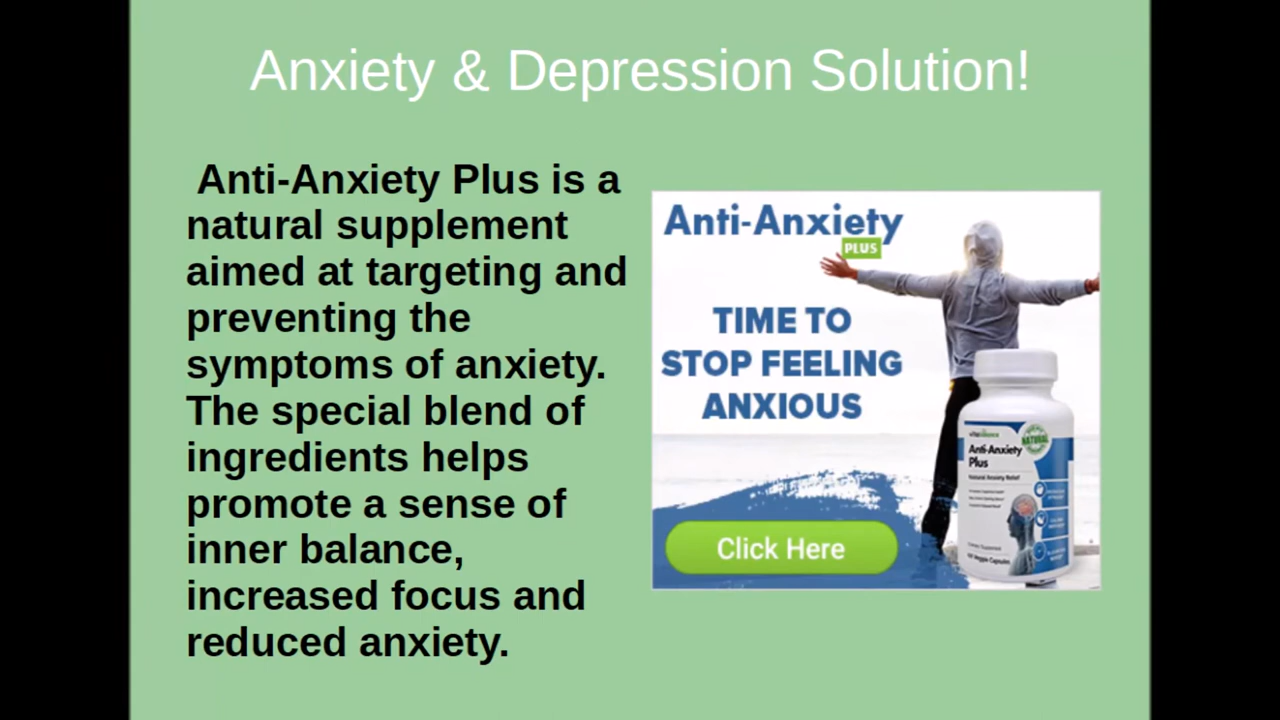 Anxiety & Depression Solution!
Anti-Anxiety Plus is a
natural supplement
aimed at targeting and
preventing the
symptoms of anxiety.
The special blend of
ingredients helps
promote a sense of
inner balance,
increased focus and
reduced anxiety.
Anti-Anxiety
PLUS
TIME TO
STOP FEELING
ANXIOUS
Click Here
NATURAL
Anti-Anxiety
Plus
Natural Anxiety Relief